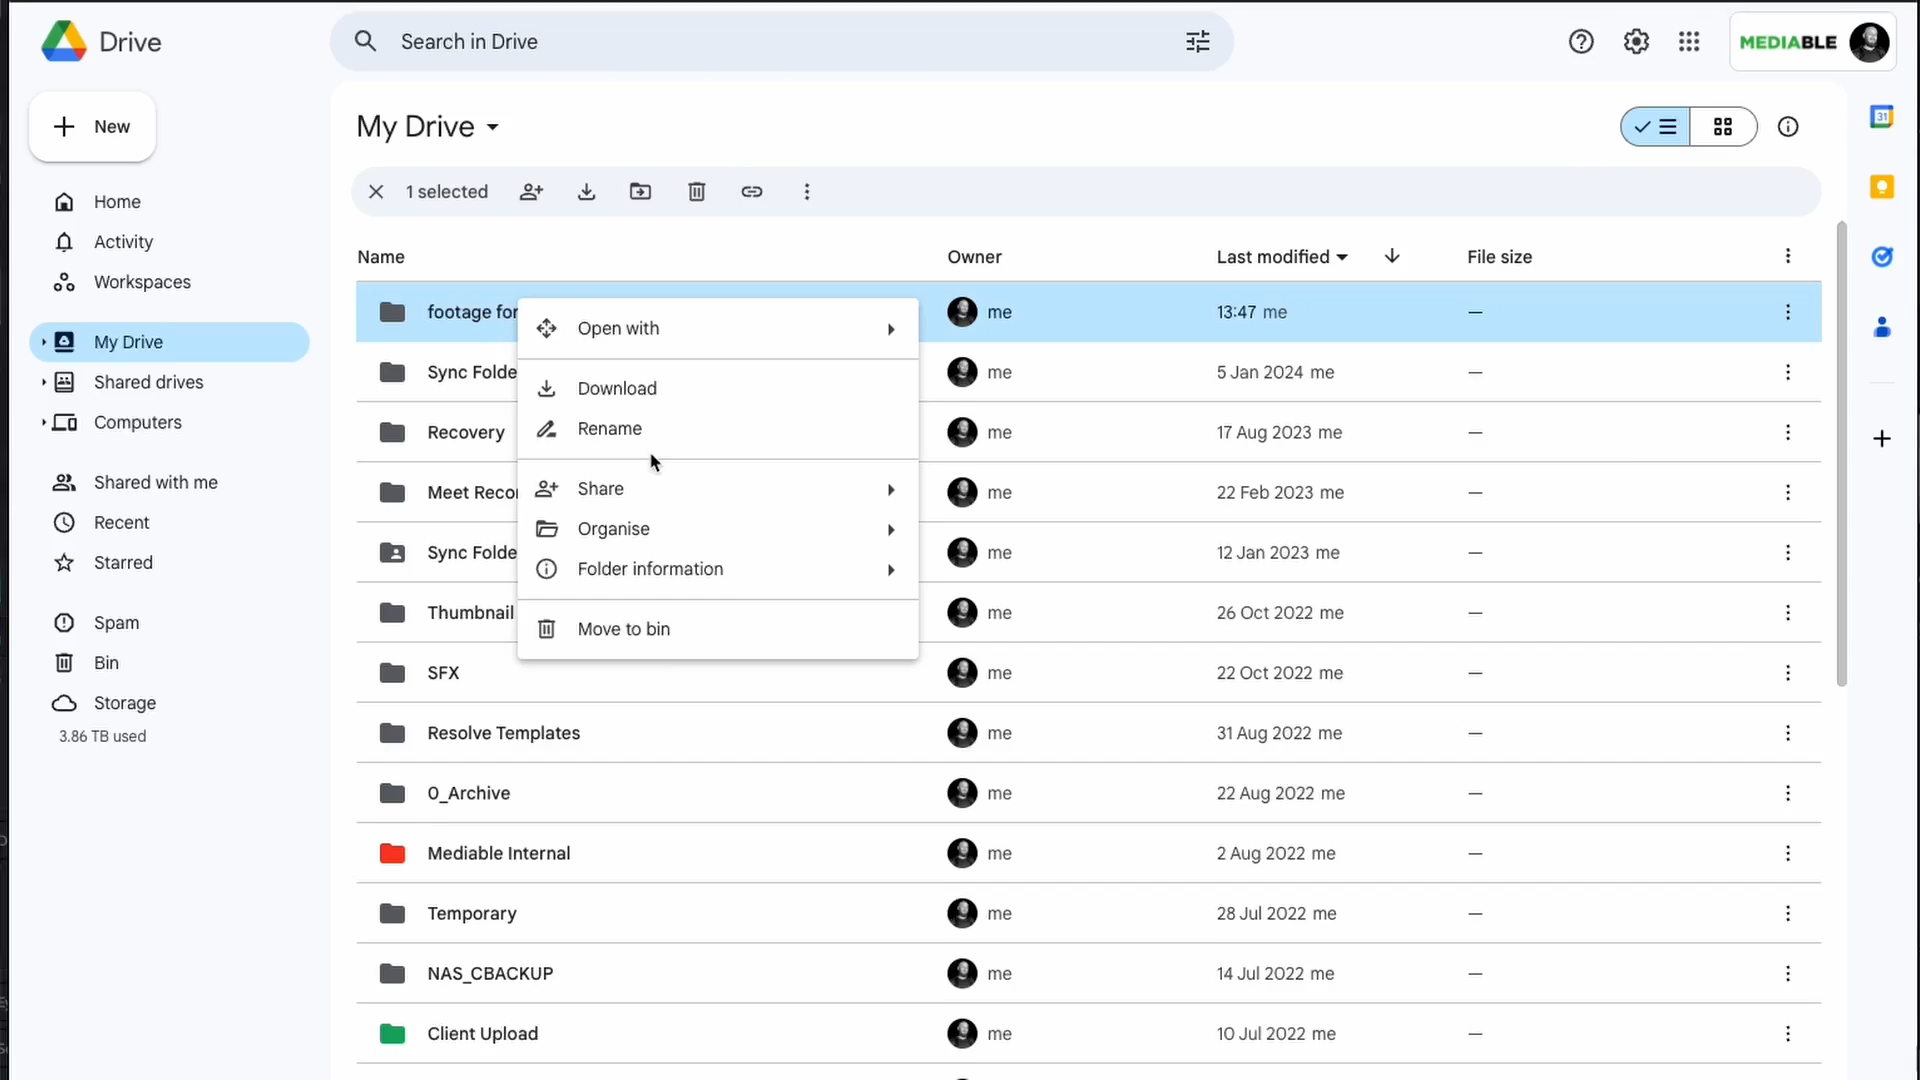 Drive
Search in Drive
MEDIABLE
New
My Drive
1 selected
Home
Activity
Workspaces
My Drive
Shared drives
Computers
Shared with me
Recent
Starred
Spam
Bin
Storage
3.86 TB used
Name Owner Last modified File size
footage for me 13:47 me —
Sync Folde me 5 Jan 2024 me —
Recovery me 17 Aug 2023 me —
Meet Recor me 22 Feb 2023 me —
Sync Folde me 12 Jan 2023 me —
Thumbnail me 26 Oct 2022 me —
SFX me 22 Oct 2022 me —
Resolve Templates me 31 Aug 2022 me —
0_Archive me 22 Aug 2022 me —
Mediable Internal me 2 Aug 2022 me —
Temporary me 28 Jul 2022 me —
NAS_CBACKUP me 14 Jul 2022 me —
Client Upload me 10 Jul 2022 me —
Open with
Download
Rename
Share
Organise
Folder information
Move to bin
31